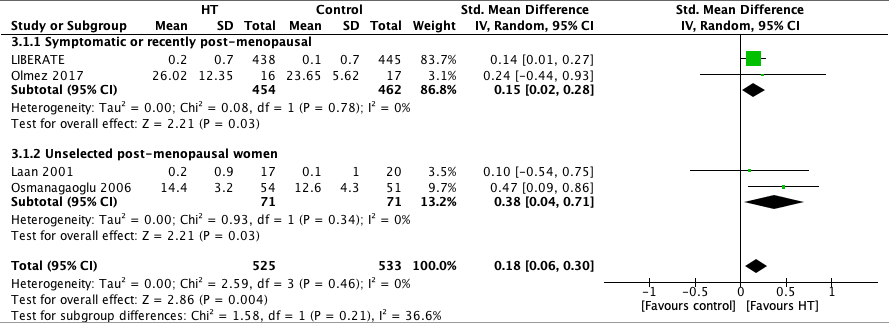 HT Control Std. Mean Difference Std. Mean Difference
Study or Subgroup Mean SD Total Mean SD Total Weight IV, Random, 95% CI IV, Random, 95% CI
3.1.1 Symptomatic or recently post-menopausal
LIBERATE 0.2 0.7 438 0.1 0.7 445 83.7% 0.14 [0.01, 0.27]
Olmez 2017 26.02 12.35 16 23.65 5.62 17 3.1% 0.24 [-0.44, 0.93]
Subtotal (95% CI) 454 462 86.8% 0.15 [0.02, 0.28]
Heterogeneity: Tau² = 0.00; Chi² = 0.08, df = 1 (P = 0.78); I² = 0%
Test for overall effect: Z = 2.21 (P = 0.03)
3.1.2 Unselected post-menopausal women
Laan 2001 0.2 0.9 17 0.1 1 20 3.5% 0.10 [-0.54, 0.75]
Osmanagaoglu 2006 14.4 3.2 54 12.6 4.3 51 9.7% 0.47 [0.09, 0.86]
Subtotal (95% CI) 71 71 13.2% 0.38 [0.04, 0.71]
Heterogeneity: Tau² = 0.00; Chi² = 0.93, df = 1 (P = 0.34); I² = 0%
Test for overall effect: Z = 2.21 (P = 0.03)
Total (95% CI) 525 533 100.0% 0.18 [0.06, 0.30]
Heterogeneity: Tau² = 0.00; Chi² = 2.59, df = 3 (P = 0.46); I² = 0%
Test for overall effect: Z = 2.86 (P = 0.004)
Test for subgroup differences: Chi² = 1.58, df = 1 (P = 0.21), I² = 36.6%
-1 -0.5 0 0.5 1
[Favours control] [Favours HT]